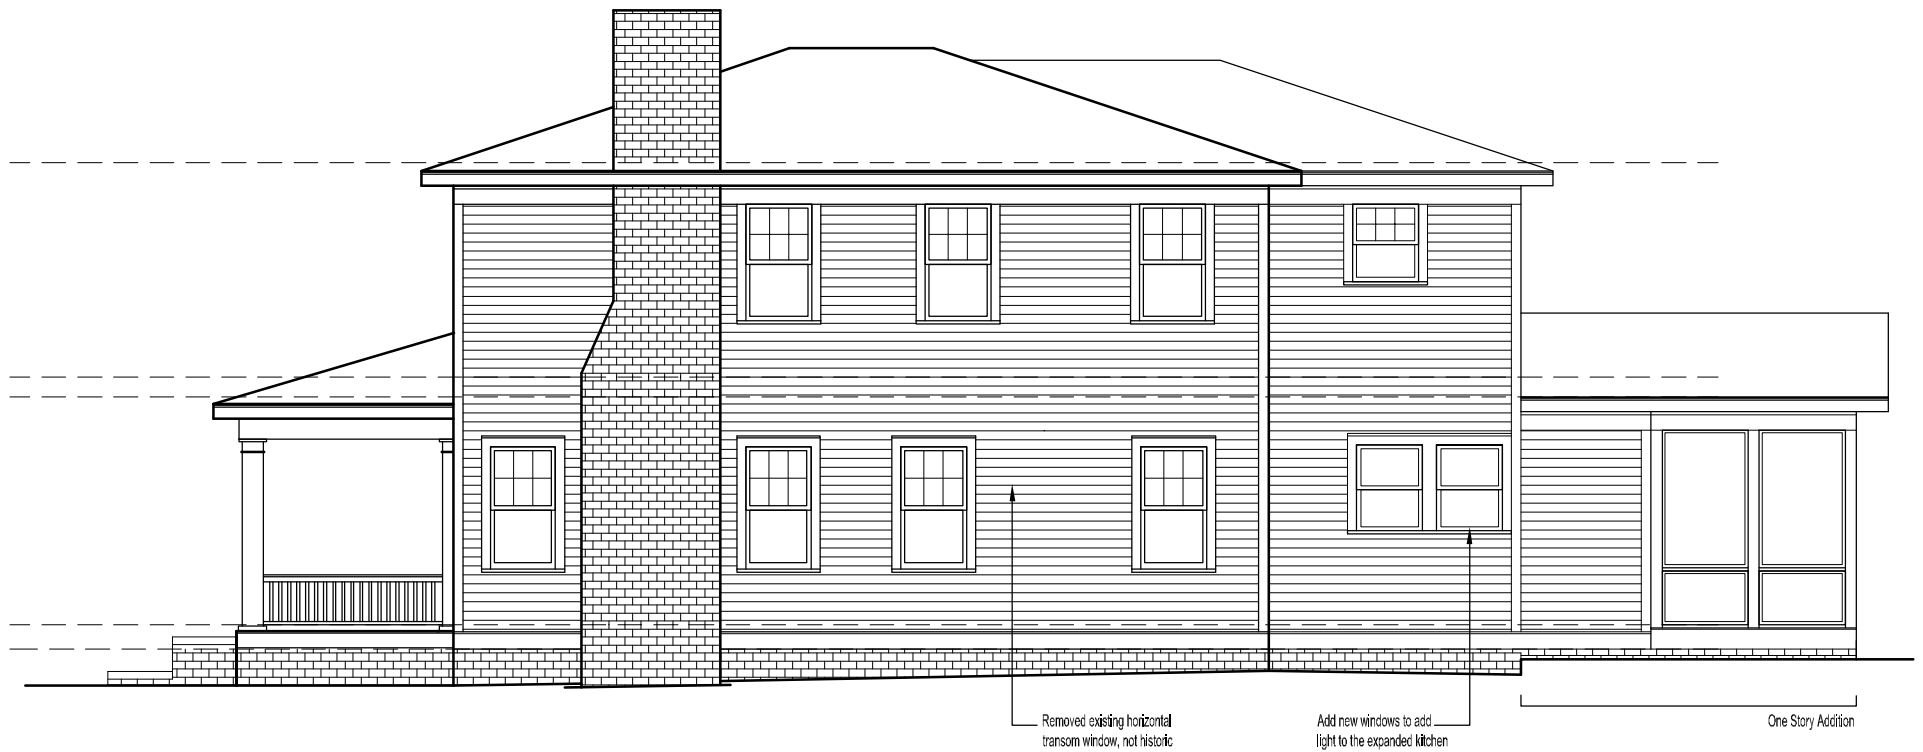 Removed existing horizontal
transom window, not historic
Add new windows to add
light to the expanded kitchen
One Story Addition